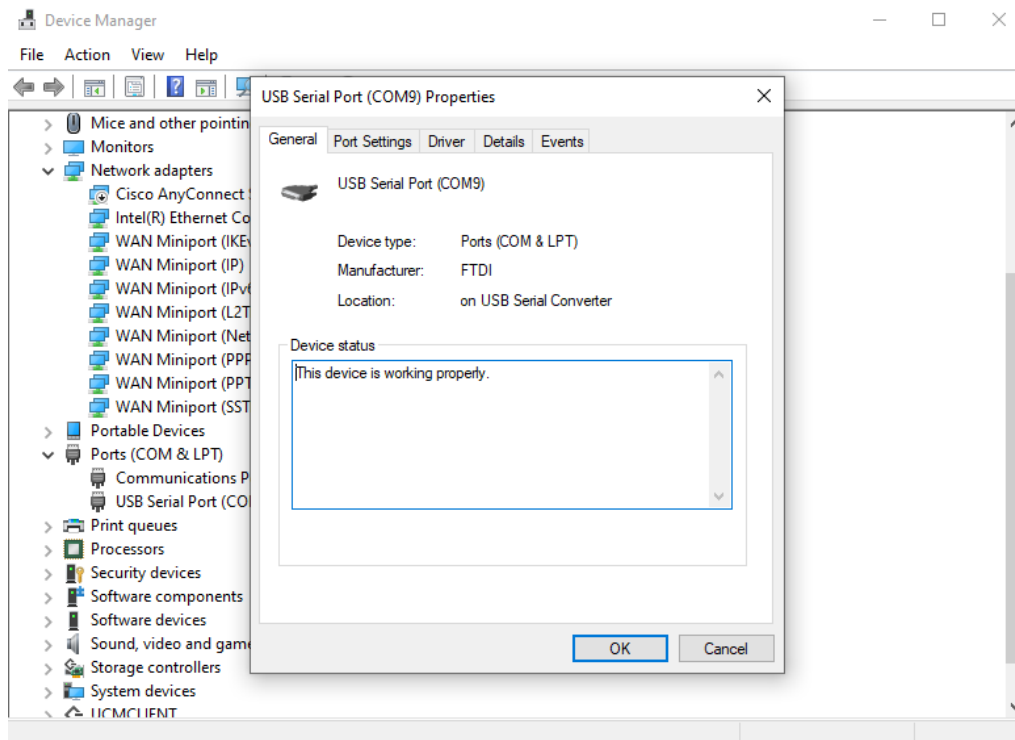 Device Manager
File Action View Help
USB Serial Port (COM9) Properties
General Port Settings Driver Details Events
USB Serial Port (COM9)
Device type: Ports (COM & LPT)
Manufacturer: FTDI
Location: on USB Serial Converter
Device status
This device is working properly.
OK Cancel
Mice and other pointin
Monitors
Network adapters
Cisco AnyConnect
Intel(R) Ethernet Co
WAN Miniport (IKEv
WAN Miniport (IP)
WAN Miniport (IPv6
WAN Miniport (L2T
WAN Miniport (Net
WAN Miniport (PPP
WAN Miniport (PPT
WAN Miniport (SST
Portable Devices
Ports (COM & LPT)
Communications P
USB Serial Port (CO
Print queues
Processors
Security devices
Software components
Software devices
Sound, video and game
Storage controllers
System devices
UCMCLIENT